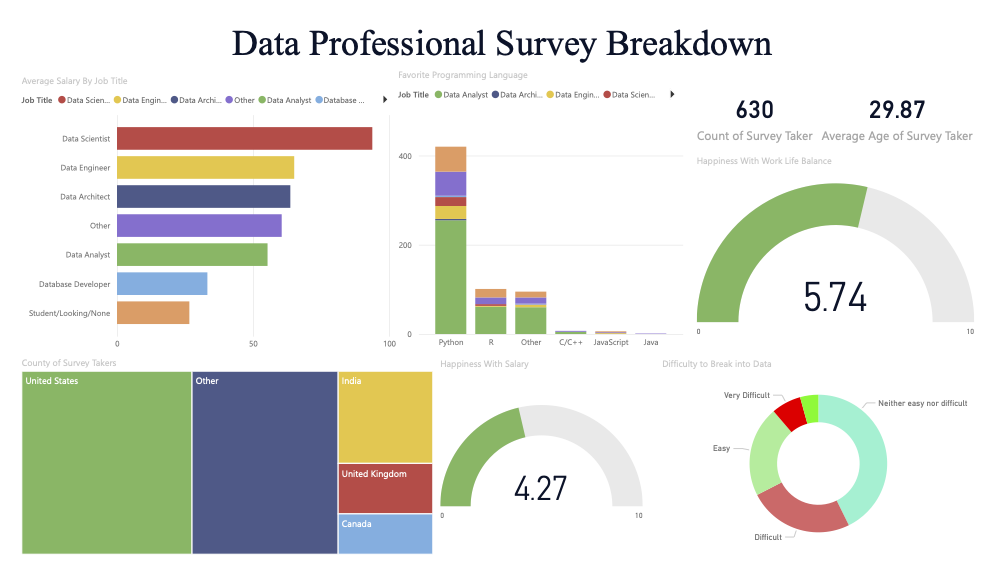 Data Professional Survey Breakdown
Average Salary By Job Title
Job Title Data Scien... Data Engin... Data Archi... Other Data Analyst Database ...
Data Scientist
Data Engineer
Data Architect
Other
Data Analyst
Database Developer
Student/Looking/None
0 50 100
Favorite Programming Language
Job Title Data Analyst Data Archi... Data Engin... Data Scien...
400
200
0
Python R Other C/C++ JavaScript Java
630
Count of Survey Taker
29.87
Average Age of Survey Taker
Happiness With Work Life Balance
5.74
0 10
County of Survey Takers
United States
Other
India
United Kingdom
Canada
Happiness With Salary
4.27
0 10
Difficulty to Break into Data
Very Difficult
Neither easy nor difficult
Easy
Difficult